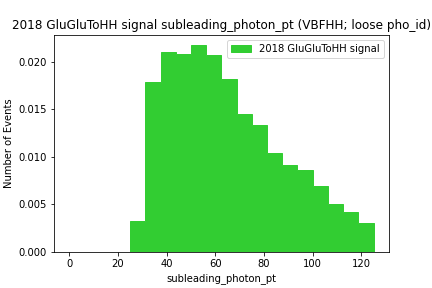 2018 GluGluToHH signal subleading_photon_pt (VBFHH; loose pho_id)
2018 GluGluToHH signal
Number of Events
0.020
0.015
0.010
0.005
0.000
0 20 40 60 80 100 120
subleading_photon_pt